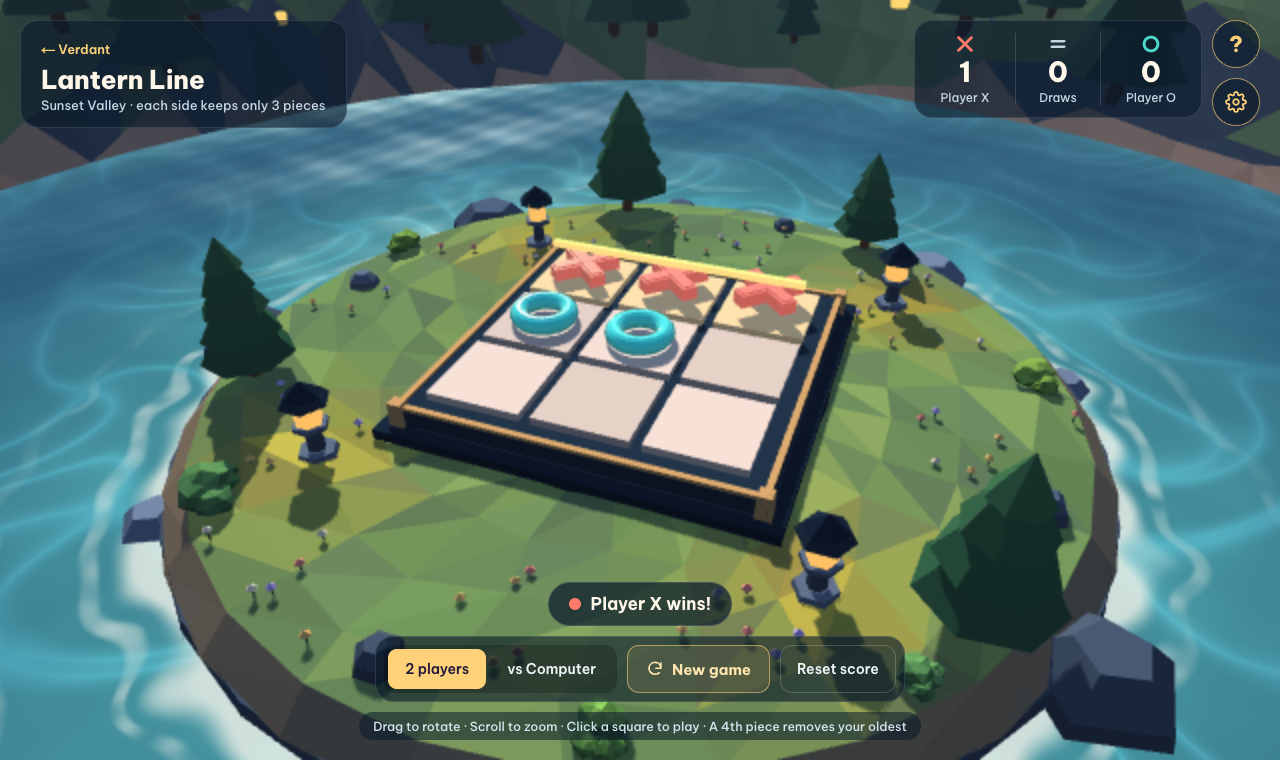 ← Verdant
Lantern Line
Sunset Valley · each side keeps only 3 pieces
1
Player X
0
Draws
0
Player O
?
Player X wins!
2 players
vs Computer
New game
Reset score
Drag to rotate · Scroll to zoom · Click a square to play · A 4th piece removes your oldest